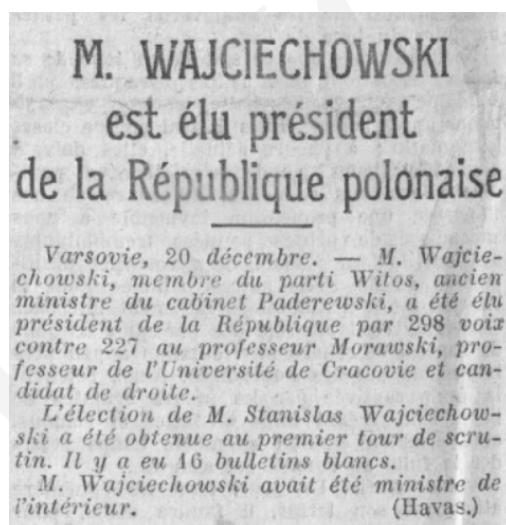 M. WAJCIECHOWSKI
est élu président
de la République polonaise
Varsovie, 20 décembre. — M. Wajcie-
chowski, membre du parti Witos, ancien
ministre du cabinet Paderewski, a été élu
président de la République par 298 voix
contre 227 au professeur Morawski, pro-
fesseur de l'Université de Cracovie et can-
didat de droite.
L'élection de M. Stanislas Wajciechow-
ski a été obtenue au premier tour de scru-
tin. Il y a eu 16 bulletins blancs.
M. Wajciechowski avait été ministre de
l'intérieur. (Havas.)